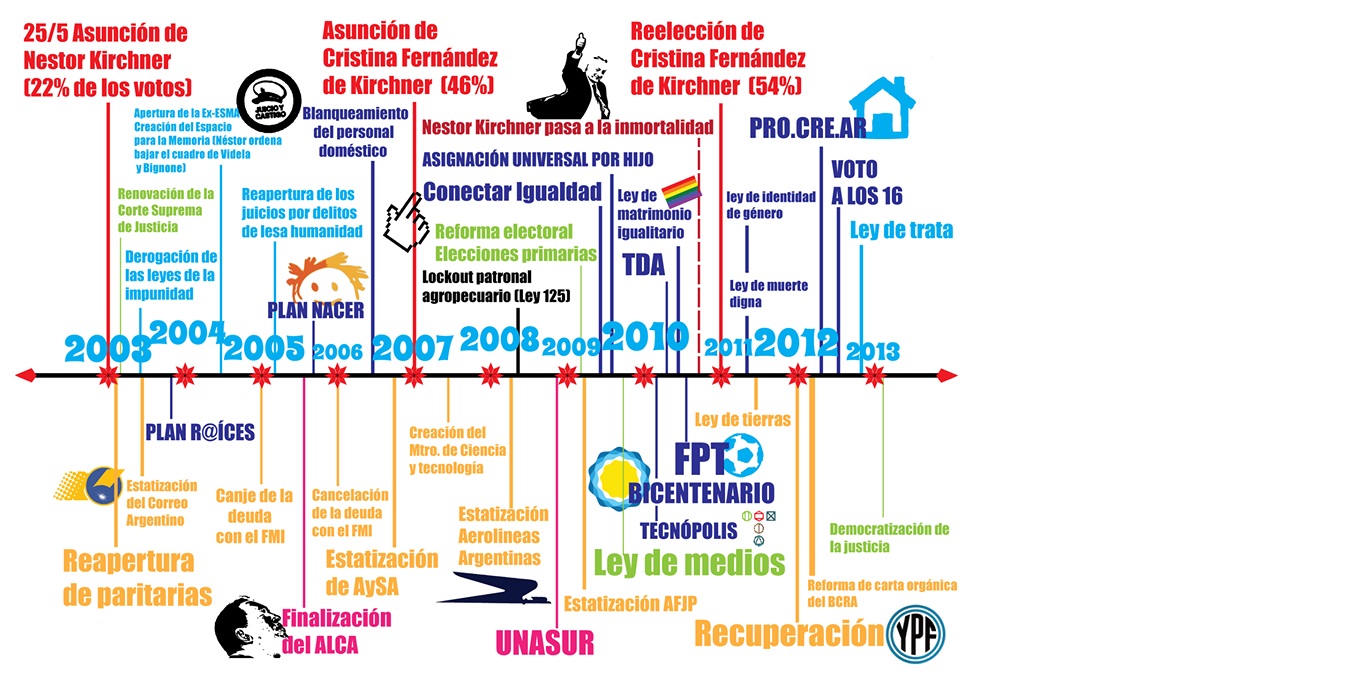 25/5 Asunción de
Nestor Kirchner
(22% de los votos)
Apertura de la Ex-ESMA
Creación del Espacio
para la Memoria (Néstor ordena
bajar el cuadro de Videla
y Bignone)
JUICIO Y
CASTIGO
Renovación de la
Corte Suprema
de Justicia
Derogación de
las leyes de la
impunidad
Reapertura de los
juicios por delitos
de lesa humanidad
PLAN NACER
Blanqueamiento
del personal
doméstico
Asunción de
Cristina Fernández
de Kirchner (46%)
Nestor Kirchner pasa a la inmortalidad
ASIGNACIÓN UNIVERSAL POR HIJO
Conectar Igualdad
Reforma electoral
Elecciones primarias
Lockout patronal
agropecuario (Ley 125)
Ley de
matrimonio
igualitario
TDA
Reelección de
Cristina Fernández
de Kirchner (54%)
PRO.CRE.AR
ley de identidad
de género
Ley de muerte
digna
VOTO
A LOS 16
Ley de trata
2003
2004
2005
2006
2007
2008
2009
2010
2011
2012
2013
PLAN R@ÍCES
Estatización
del Correo
Argentino
Reapertura
de paritarias
Canje de la
deuda
con el FMI
Finalización
del ALCA
Cancelación
de la deuda
con el FMI
Estatización
de AySA
Creación del
Mtro. de Ciencia
y tecnología
Estatización
Aerolineas
Argentinas
UNASUR
Estatización AFJP
Ley de medios
FPT
BICENTENARIO
TECNÓPOLIS
Ley de tierras
Recuperación
YPF
Reforma de carta orgánica
del BCRA
Democratización de
la justicia